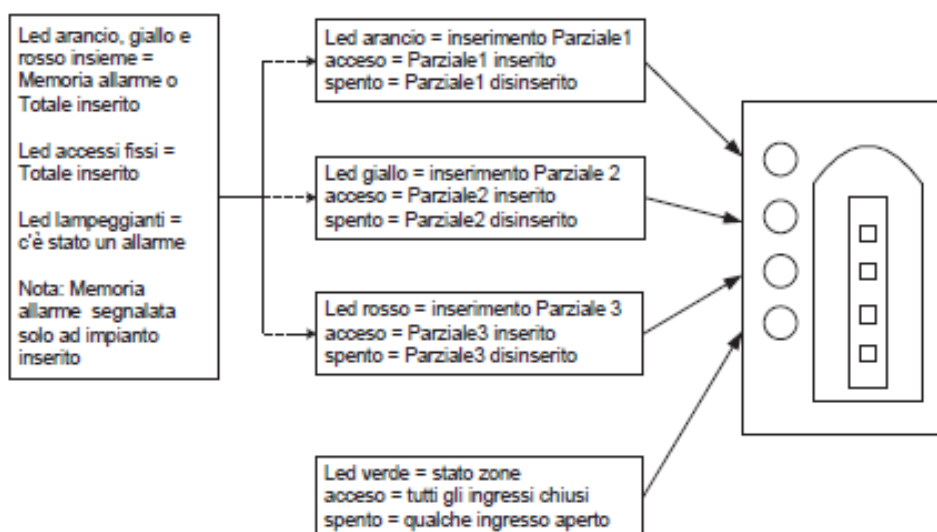 Led arancio, giallo e
rosso insieme =
Memoria allarme o
Totale inserito
Led accessi fissi =
Totale inserito
Led lampeggianti =
c'è stato un allarme
Nota: Memoria
allarme segnalata
solo ad impianto
inserito
Led arancio = inserimento Parziale1
acceso = Parziale1 inserito
spento = Parziale1 disinserito
Led giallo = inserimento Parziale 2
acceso = Parziale2 inserito
spento = Parziale2 disinserito
Led rosso = inserimento Parziale 3
acceso = Parziale3 inserito
spento = Parziale3 disinserito
Led verde = stato zone
acceso = tutti gli ingressi chiusi
spento = qualche ingresso aperto